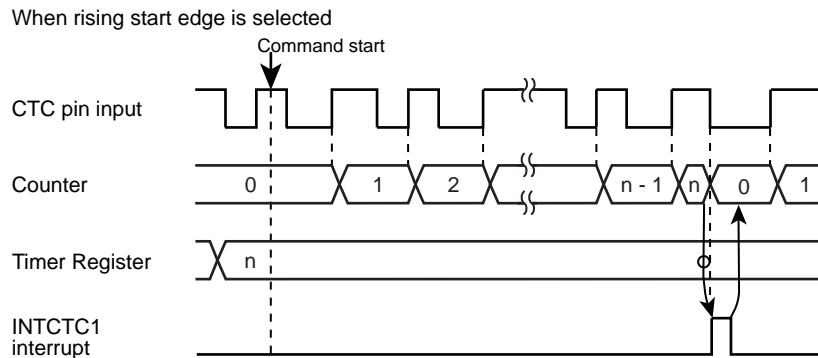 When rising start edge is selected
Command start
CTC pin input
Counter 0 1 2 n - 1 n 0 1
Timer Register n
INTCTC1
interrupt